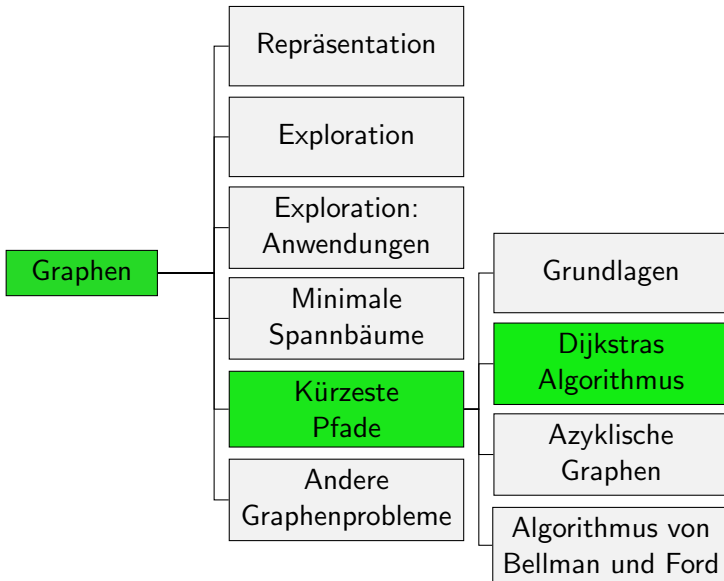 Graphen
Repräsentation
Exploration
Exploration:
Anwendungen
Minimale
Spannbäume
Kürzeste
Pfade
Andere
Graphenprobleme
Grundlagen
Dijkstras
Algorithmus
Azyklische
Graphen
Algorithmus von
Bellman und Ford